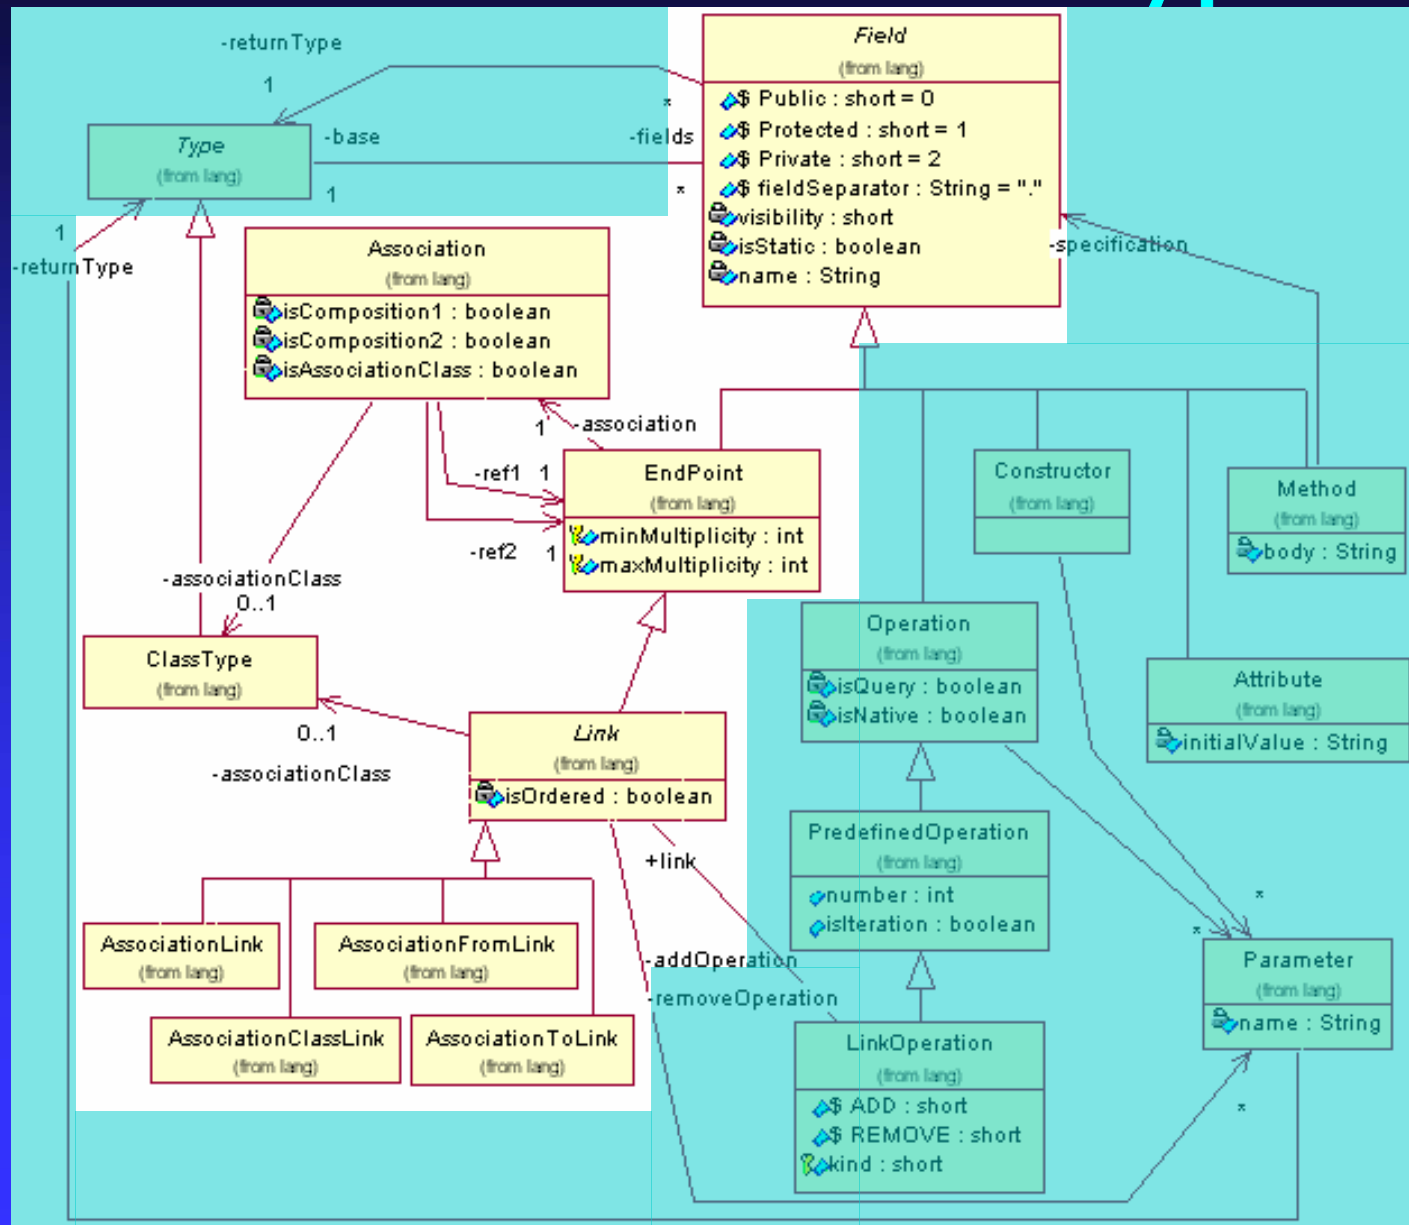 -returnType
1
*
Field
(from lang)
$ Public : short = 0
$ Protected : short = 1
$ Private : short = 2
$ fieldSeparator : String = "."
visibility : short
isStatic : boolean
name : String
Type
(from lang)
-base
1
-fields
*
1
-returnType
-specification
Association
(from lang)
isComposition1 : boolean
isComposition2 : boolean
isAssociationClass : boolean
1
-association
-ref1
1
-ref2
1
EndPoint
(from lang)
minMultiplicity : int
maxMultiplicity : int
Constructor
(from lang)
Method
(from lang)
body : String
-associationClass
0..1
ClassType
(from lang)
0..1
-associationClass
Operation
(from lang)
isQuery : boolean
isNative : boolean
Attribute
(from lang)
initialValue : String
Link
(from lang)
isOrdered : boolean
+link
PredefinedOperation
(from lang)
number : int
isIteration : boolean
*
*
AssociationLink
(from lang)
AssociationFromLink
(from lang)
-addOperation
-removeOperation
Parameter
(from lang)
name : String
AssociationClassLink
(from lang)
AssociationToLink
(from lang)
LinkOperation
(from lang)
$ ADD : short
$ REMOVE : short
kind : short
*